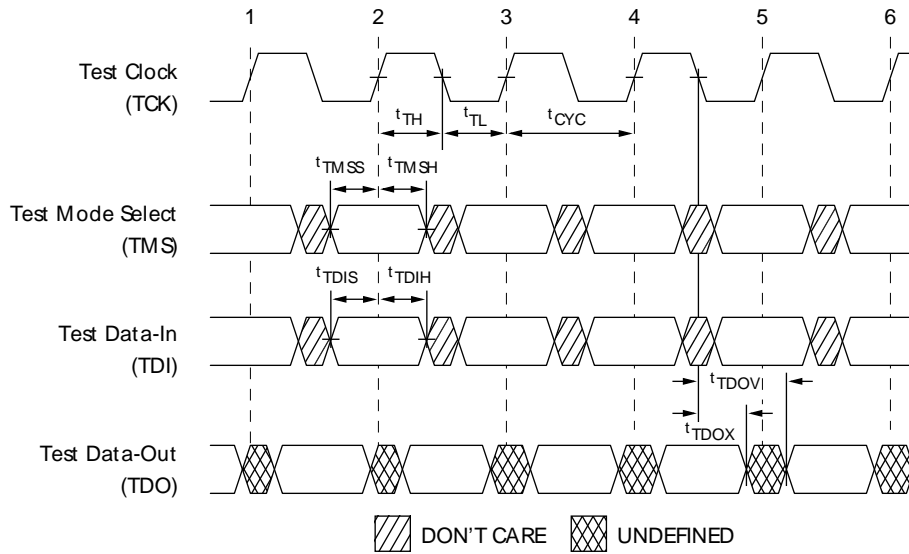 1 2 3 4 5 6
Test Clock
(TCK)
tTH tTL tCYC
tTMSS tTMSH
Test Mode Select
(TMS)
tTDIS tTDIH
Test Data-In
(TDI)
tTDOV
tTDOX
Test Data-Out
(TDO)
DON'T CARE UNDEFINED